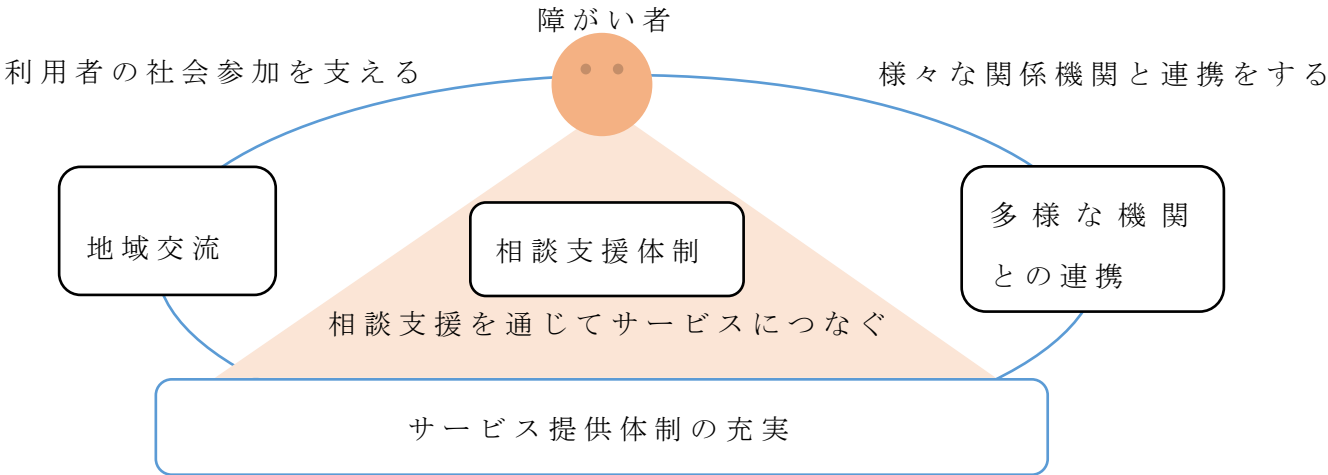 障がい者
利用者の社会参加を支える
様々な関係機関と連携をする
地域交流
相談支援体制
多様な機関
との連携
相談支援を通じてサービスにつなぐ
サービス提供体制の充実